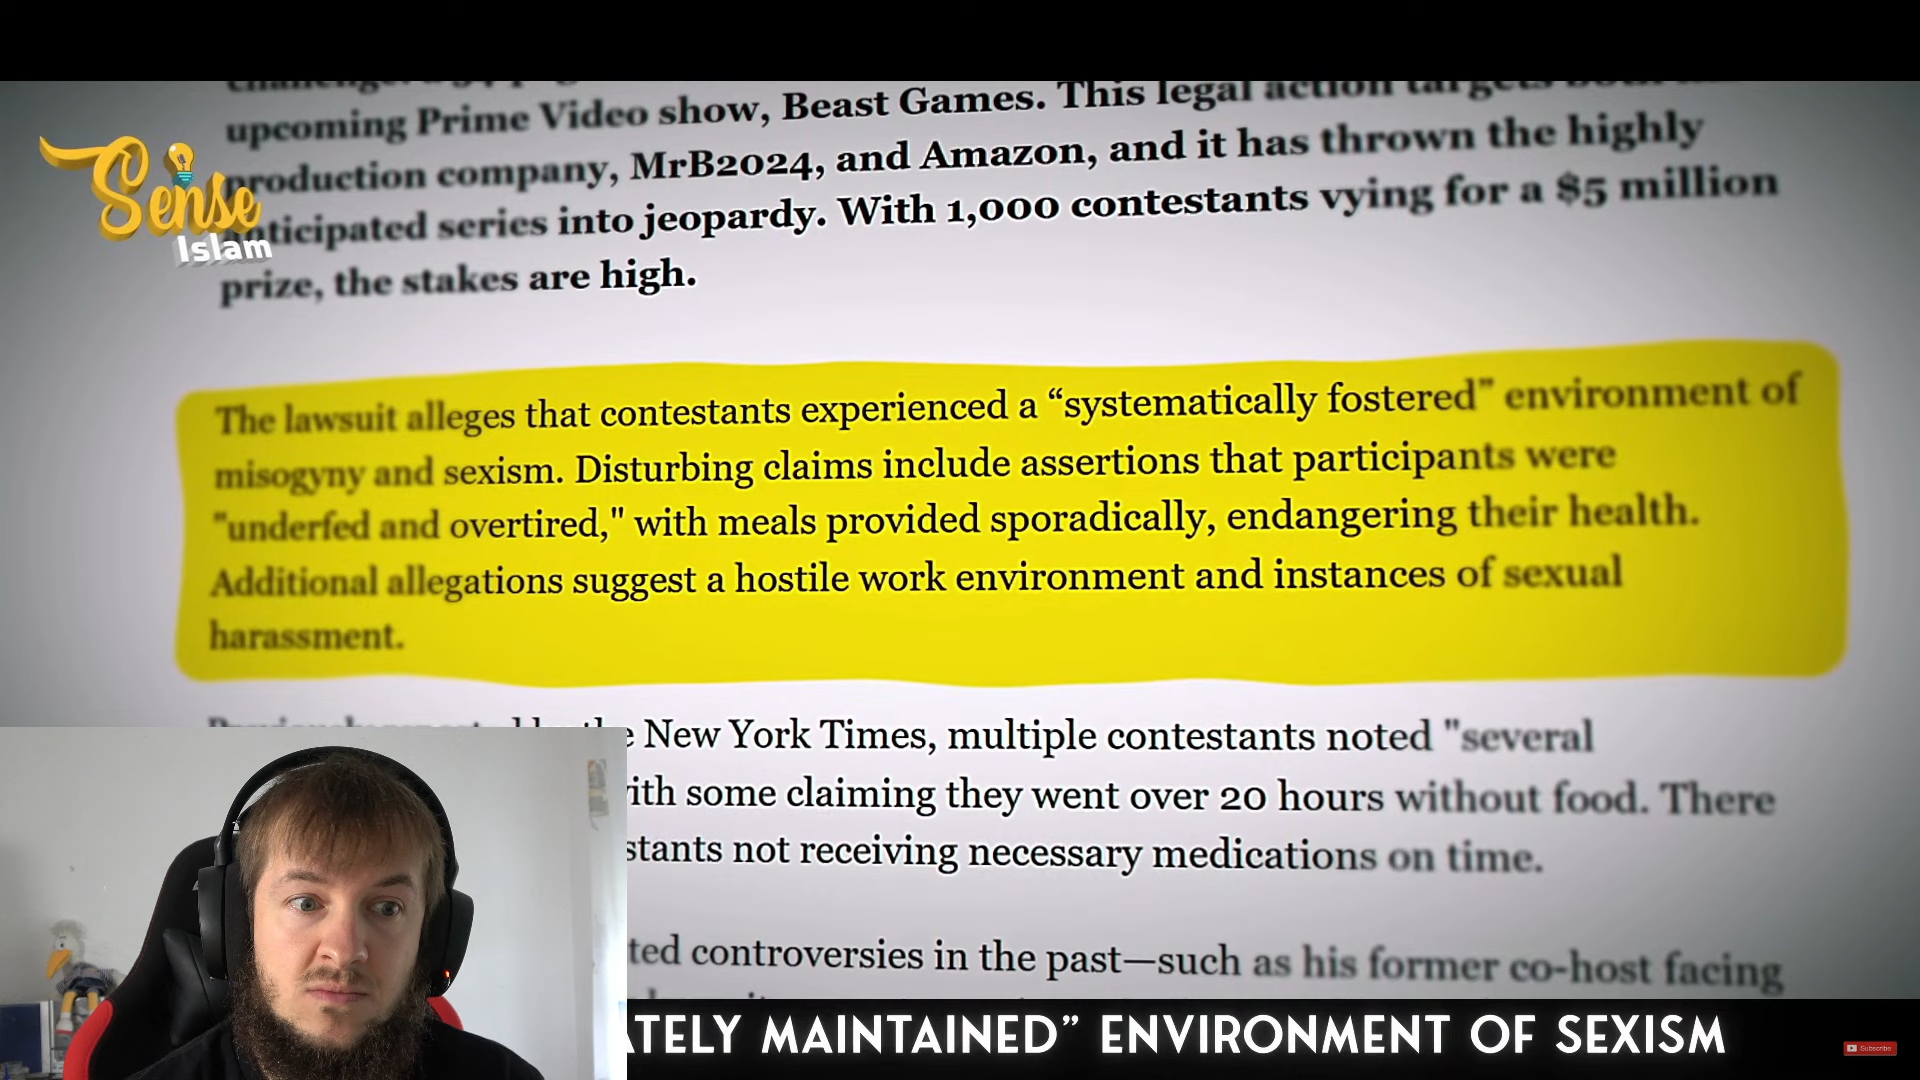 upcoming Prime Video show, Beast Games. This legal action targets
production company, MrB2024, and Amazon, and it has thrown the highly
anticipated series into jeopardy. With 1,000 contestants vying for a $5 million
prize, the stakes are high.
Sense
Islam
The lawsuit alleges that contestants experienced a “systematically fostered” environment of
misogyny and sexism. Disturbing claims include assertions that participants were
"underfed and overtired," with meals provided sporadically, endangering their health.
Additional allegations suggest a hostile work environment and instances of sexual
harassment.
New York Times, multiple contestants noted "several
with some claiming they went over 20 hours without food. There
stants not receiving necessary medications on time.
ted controversies in the past—such as his former co-host facing
ATELY MAINTAINED” ENVIRONMENT OF SEXISM
Subscribe